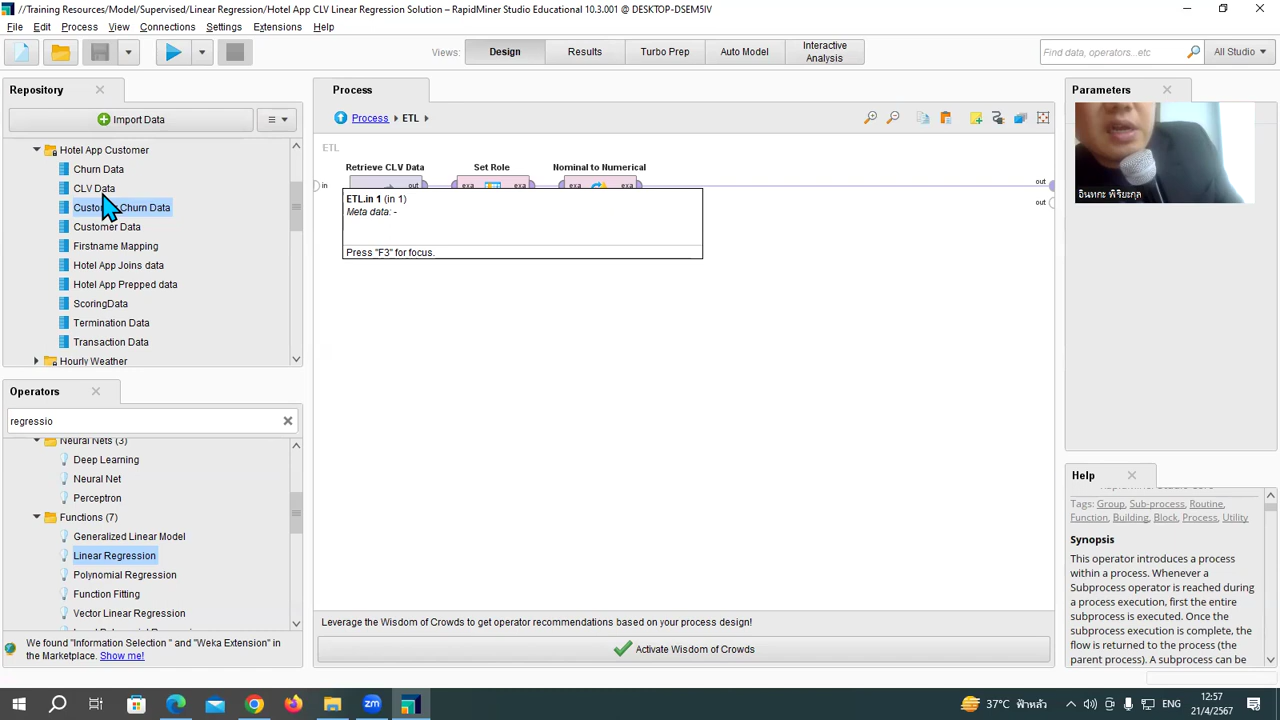 //Training Resources/Model/Supervised/Linear Regression/Hotel App CLV Linear Regression Solution – RapidMiner Studio Educational 10.3.001 @ DESKTOP-DSEM5IV
File Edit Process View Connections Settings Extensions Help
Views: Design Results Turbo Prep Auto Model Interactive Analysis
Find data, operators...etc All Studio
Repository
Import Data
Hotel App Customer
Churn Data
CLV Data
Customer Churn Data
Customer Data
Firstname Mapping
Hotel App Joins data
Hotel App Prepped data
ScoringData
Termination Data
Transaction Data
Hourly Weather
Operators
regressio
Neural Nets (3)
Deep Learning
Neural Net
Perceptron
Functions (7)
Generalized Linear Model
Linear Regression
Polynomial Regression
Function Fitting
Vector Linear Regression
We found "Information Selection " and "Weka Extension" in
the Marketplace. Show me!
Process
Process ETL
ETL
Retrieve CLV Data Set Role Nominal to Numerical
in out exa exa exa exa out
out
ETL.in 1 (in 1)
Meta data: -
Press "F3" for focus.
Leverage the Wisdom of Crowds to get operator recommendations based on your process design!
Activate Wisdom of Crowds
Parameters
อินทกะ พิริยะกุล
Help
Tags: Group, Sub-process, Routine,
Function, Building, Block, Process, Utility
Synopsis
This operator introduces a process
within a process. Whenever a
Subprocess operator is reached during
a process execution, first the entire
subprocess is executed. Once the
subprocess execution is complete, the
flow is returned to the process (the
parent process). A subprocess can be
37°C ฟ้าหลัว
ENG
12:57
21/4/2567